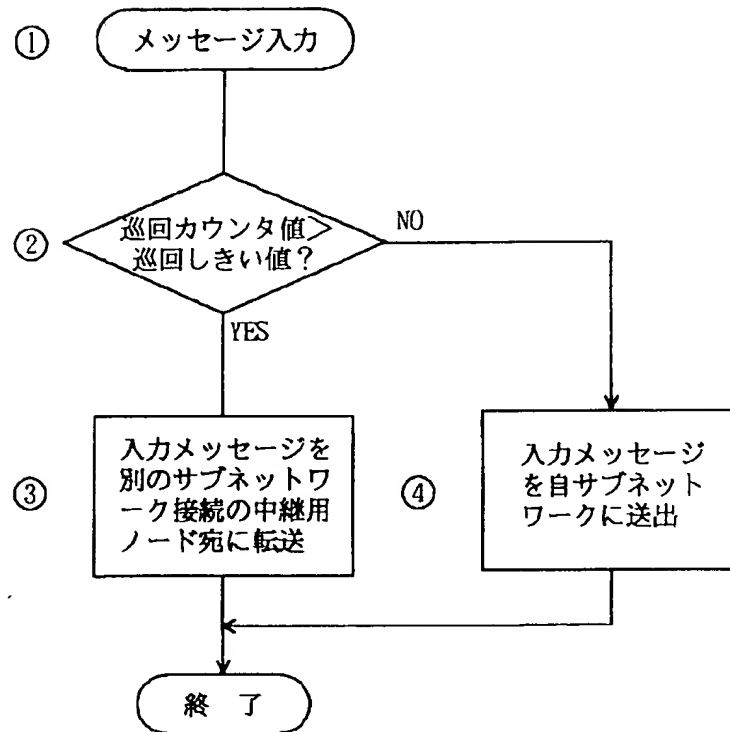 ① メッセージ入力
② 巡回カウンタ値>
巡回しきい値?
NO
YES
③ 入力メッセージを
別のサブネットワ
ーク接続の中継用
ノード宛に転送
④ 入力メッセージ
を自サブネット
ワークに送出
終 了